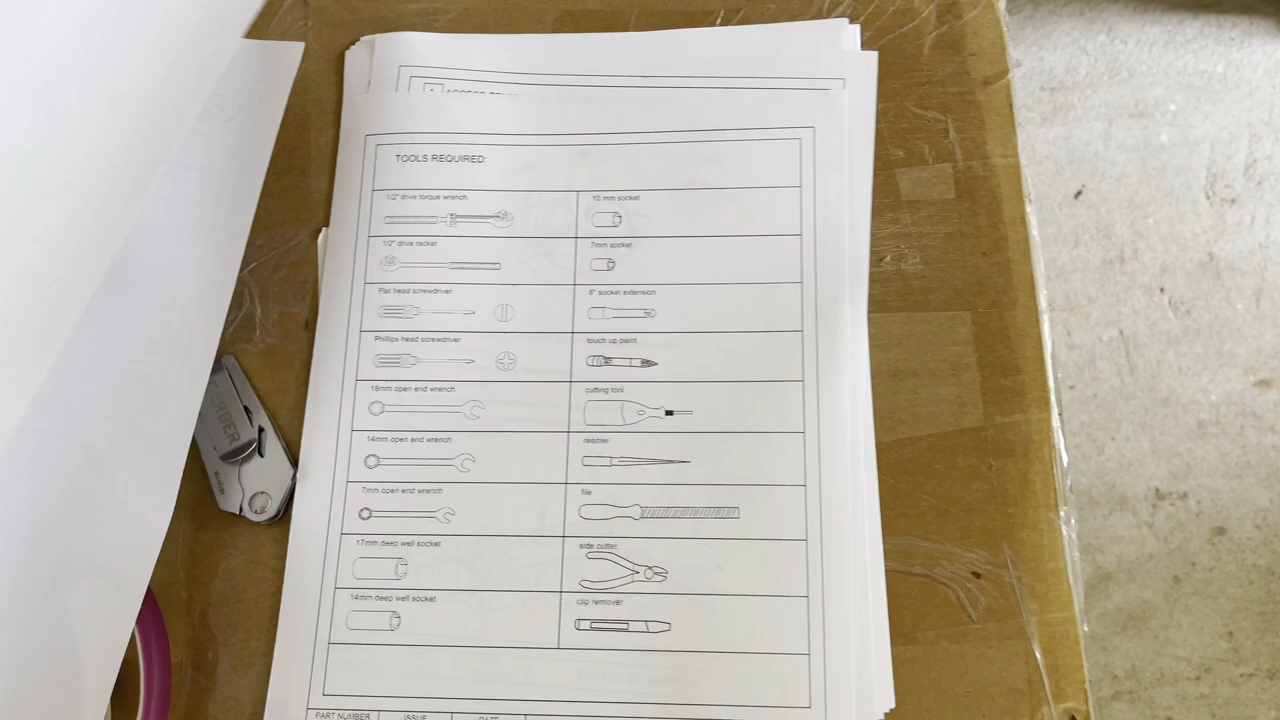 TOOLS REQUIRED:
1/2" drive torque wrench
10 mm socket
1/2" drive racket
7mm socket
Flat head screwdriver
6" socket extension
Phillips head screwdriver
touch up paint
18mm open end wrench
cutting tool
14mm open end wrench
reamer
7mm open end wrench
file
17mm deep well socket
side cutter
14mm deep well socket
clip remover
PART NUMBER
ISSUE
DATE
GERBER